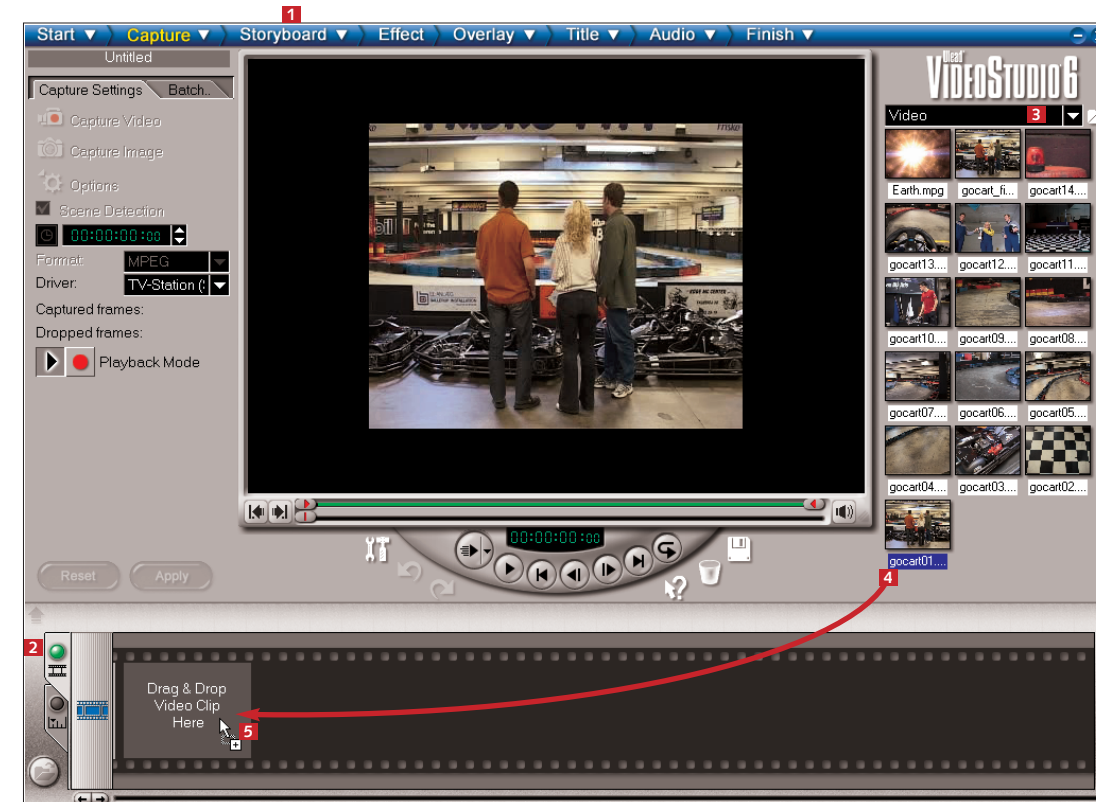 1
Start ▼ Capture ▼ Storyboard ▼ Effect Overlay ▼ Title ▼ Audio ▼ Finish ▼
Untitled
Capture Settings Batch..
Capture Video
Capture Image
Options
Scene Detection
00:00:00:00
Format: MPEG
Driver: TV-Station (
Captured frames:
Dropped frames:
Playback Mode
Reset Apply
Friske
00:00:00:00
Ulead
VIDEOSTUDIO 6
Video 3
Earth.mpg gocart_fi... gocart14....
gocart13.... gocart12.... gocart11....
gocart10.... gocart09.... gocart08....
gocart07.... gocart06.... gocart05....
gocart04.... gocart03.... gocart02....
gocart01....
4
2
Drag & Drop
Video Clip
Here
5